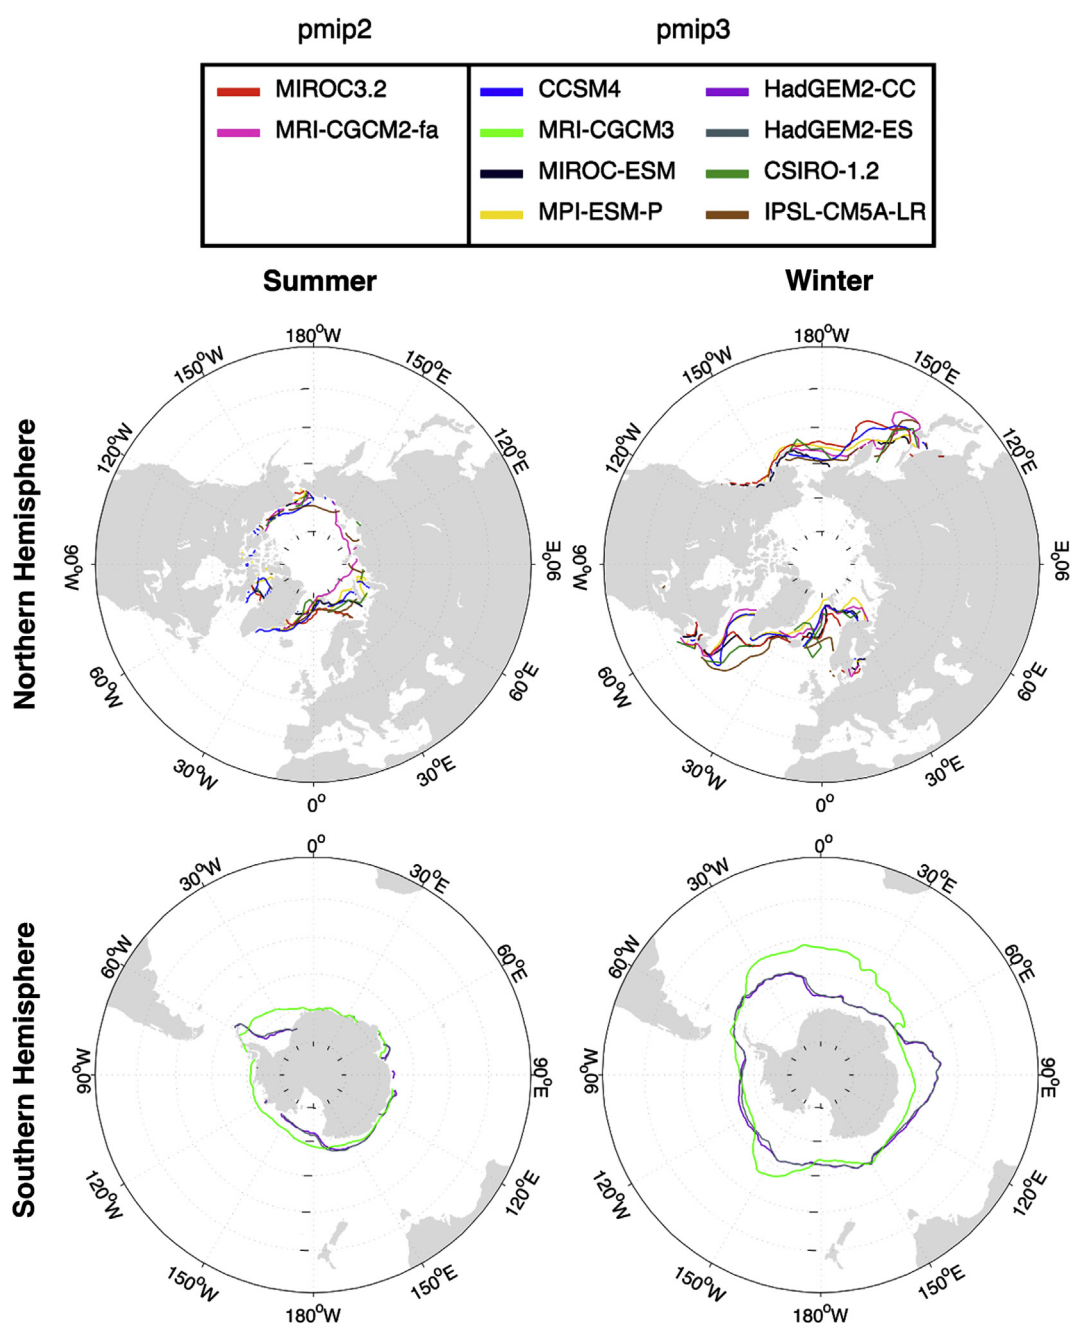 pmip2 pmip3
MIROC3.2 CCSM4 HadGEM2-CC
MRI-CGCM2-fa MRI-CGCM3 HadGEM2-ES
MIROC-ESM CSIRO-1.2
MPI-ESM-P IPSL-CM5A-LR
Summer Winter
Northern Hemisphere
180°W
150°W 150°E
120°W 120°E
90°W 90°E
60°W 60°E
30°W 30°E
0°
180°W
150°W 150°E
120°W 120°E
90°W 90°E
60°W 60°E
30°W 30°E
0°
Southern Hemisphere
0°
30°W 30°E
60°W 60°E
90°W 90°E
120°W 120°E
150°W 150°E
180°W
0°
30°W 30°E
60°W 60°E
90°W 90°E
120°W 120°E
150°W 150°E
180°W